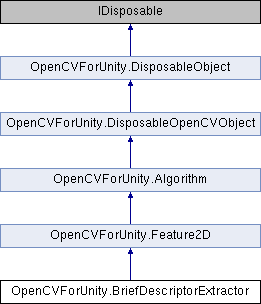 IDisposable
OpenCVForUnity.DisposableObject
OpenCVForUnity.DisposableOpenCVObject
OpenCVForUnity.Algorithm
OpenCVForUnity.Feature2D
OpenCVForUnity.BriefDescriptorExtractor